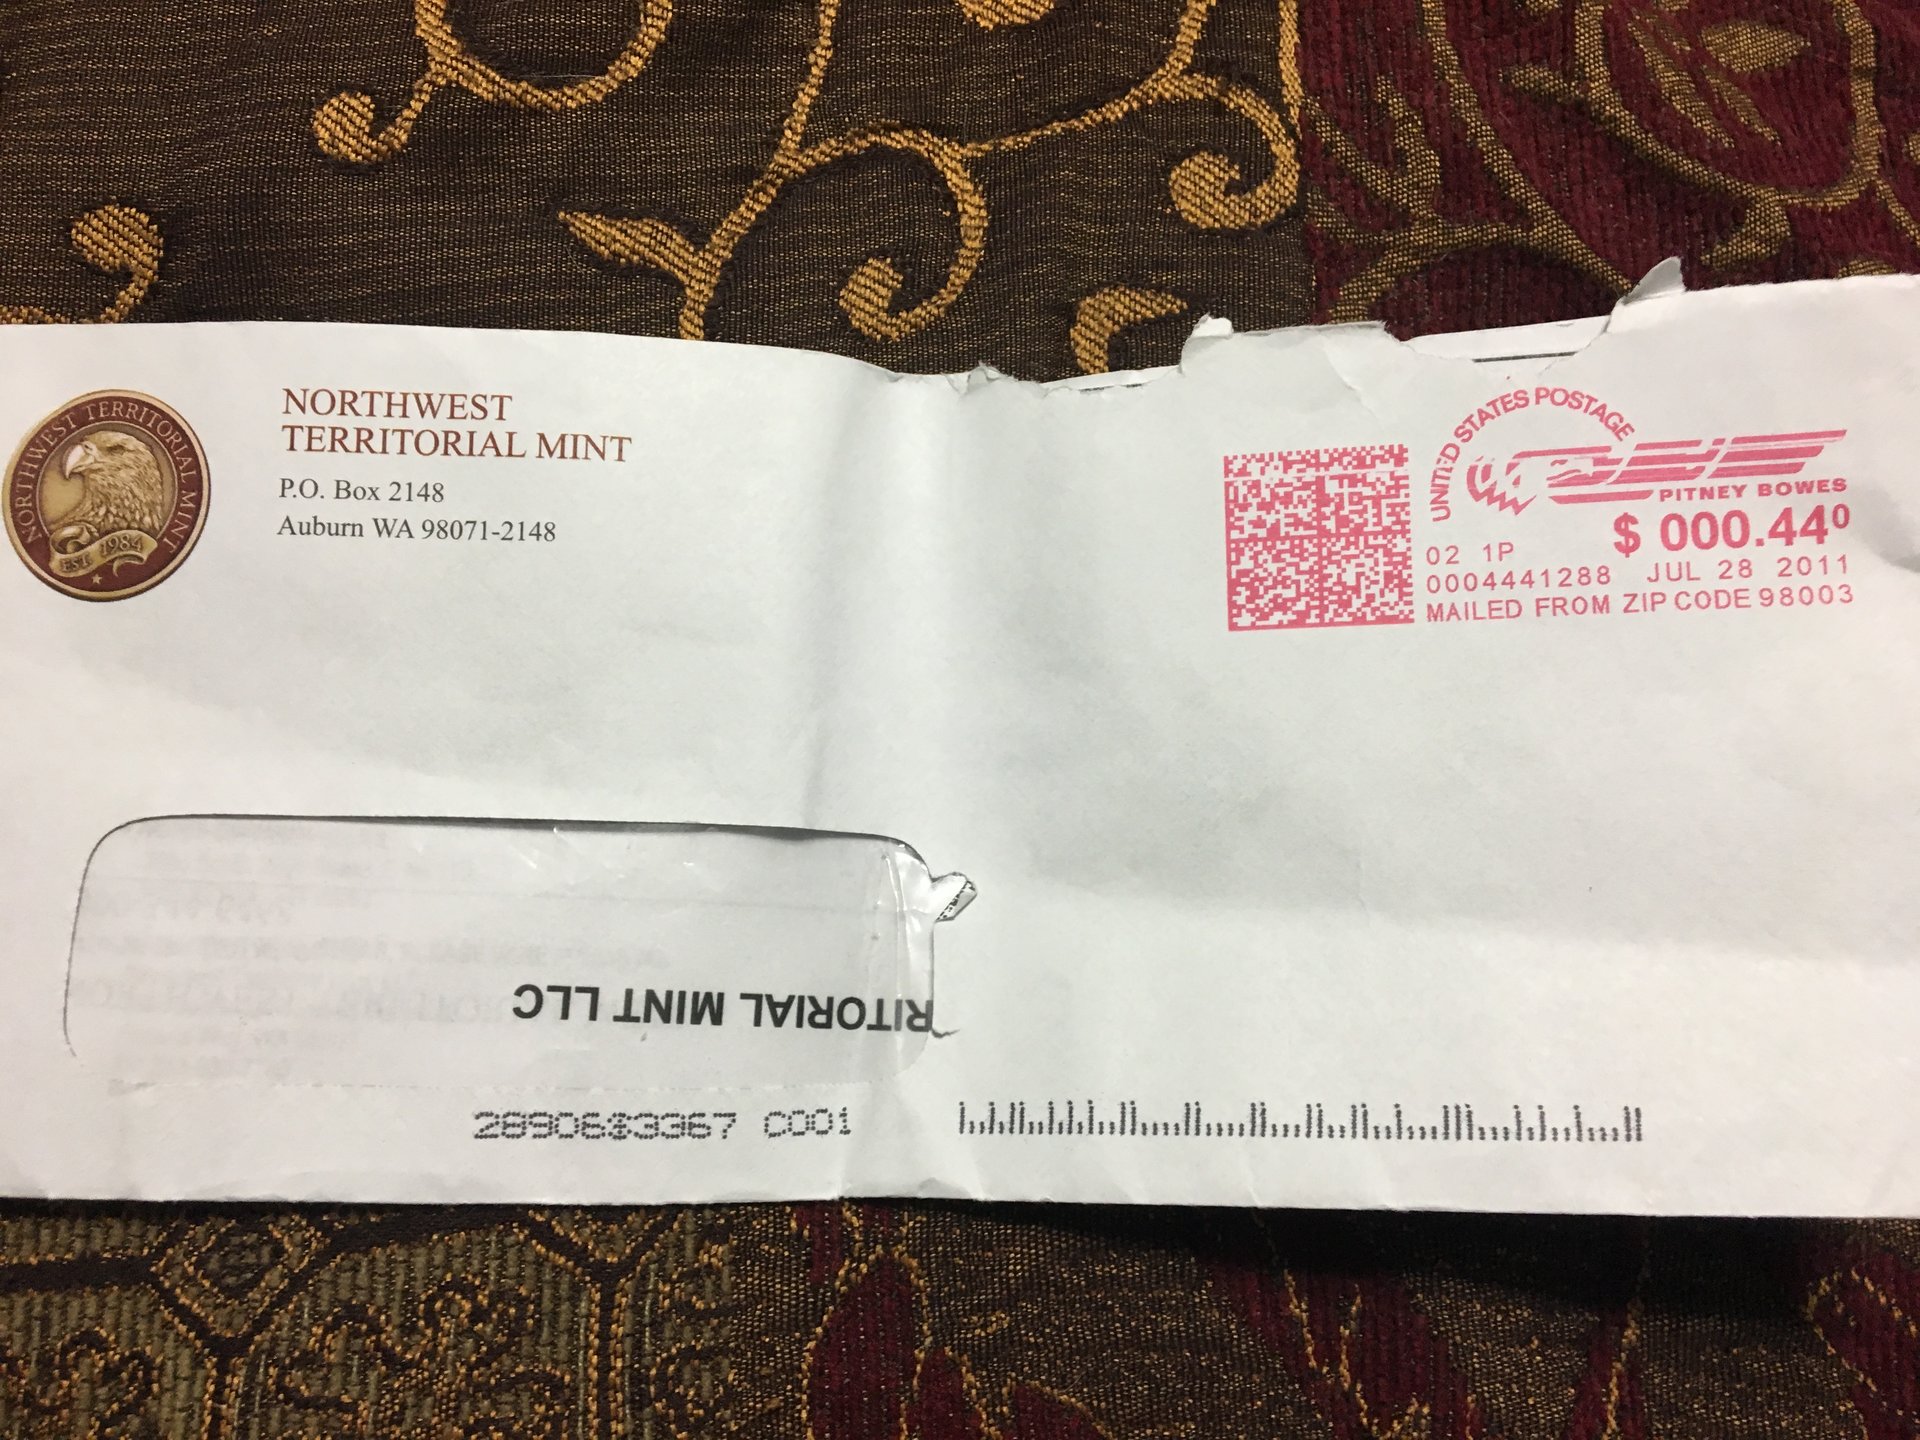 NORTHWEST TERRITORIAL MINT
EST. 1984
NORTHWEST
TERRITORIAL MINT
P.O. Box 2148
Auburn WA 98071-2148
UNITED STATES POSTAGE
PITNEY BOWES
$ 000.44⁰
02 1P
0004441288 JUL 28 2011
MAILED FROM ZIP CODE 98003
RITORIAL MINT LLC
C001